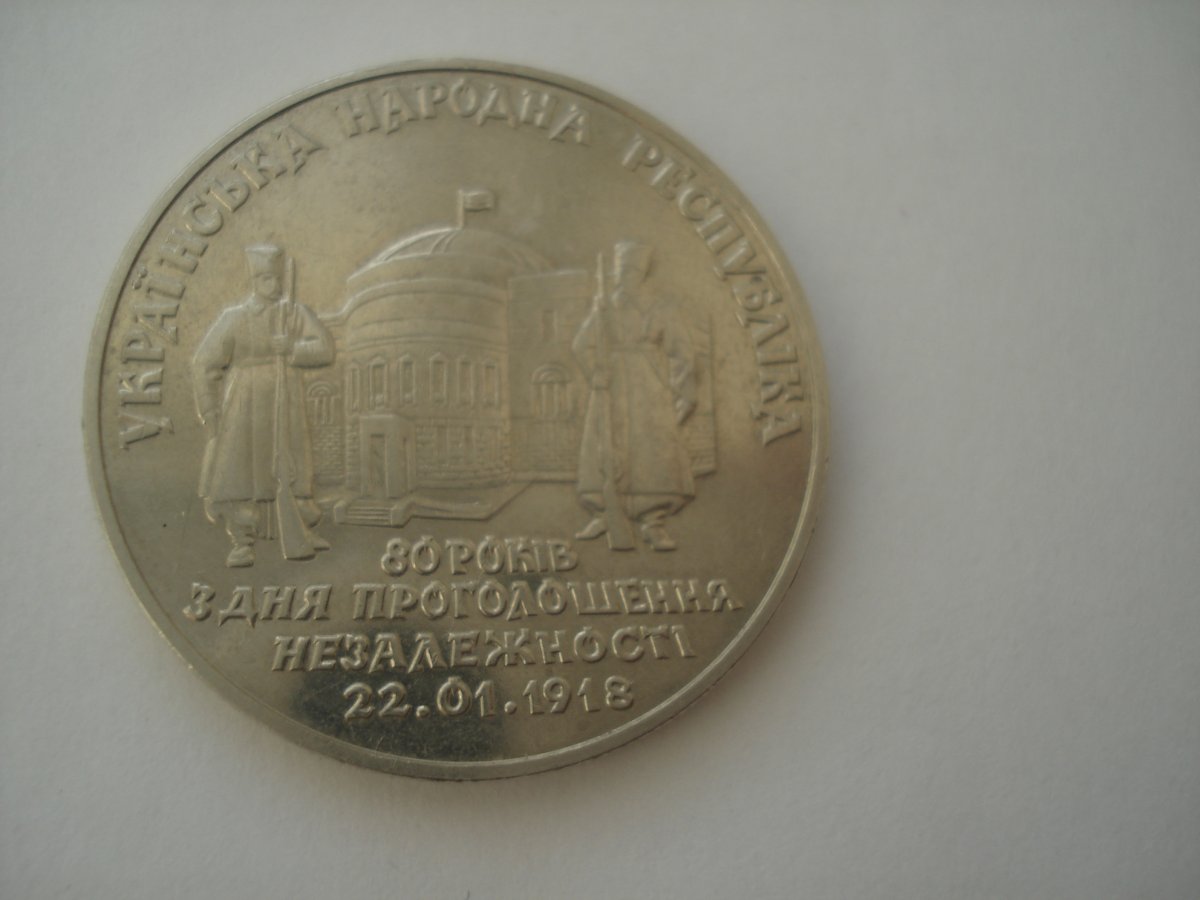 УКРАЇНСЬКА НАРОДНА РЕСПУБЛІКА
80 РОКІВ
З ДНЯ ПРОГОЛОШЕННЯ
НЕЗАЛЕЖНОСТІ
22.01.1918